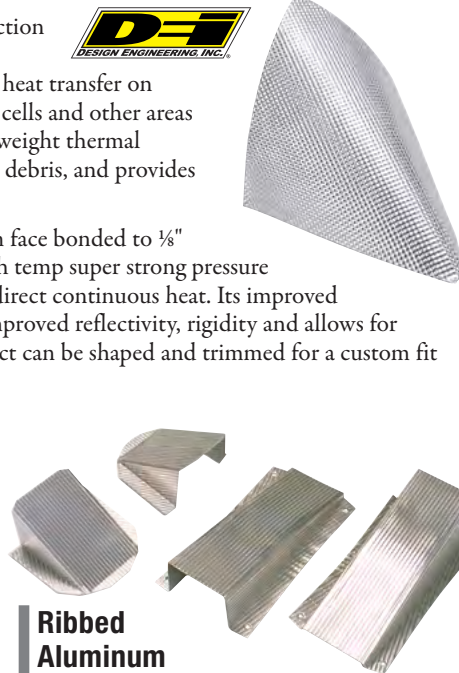 ction
DEI
DESIGN ENGINEERING, INC.®
heat transfer on
cells and other areas
weight thermal
debris, and provides
face bonded to ⅛"
temp super strong pressure
direct continuous heat. Its improved
proved reflectivity, rigidity and allows for
ct can be shaped and trimmed for a custom fit
Ribbed
Aluminum